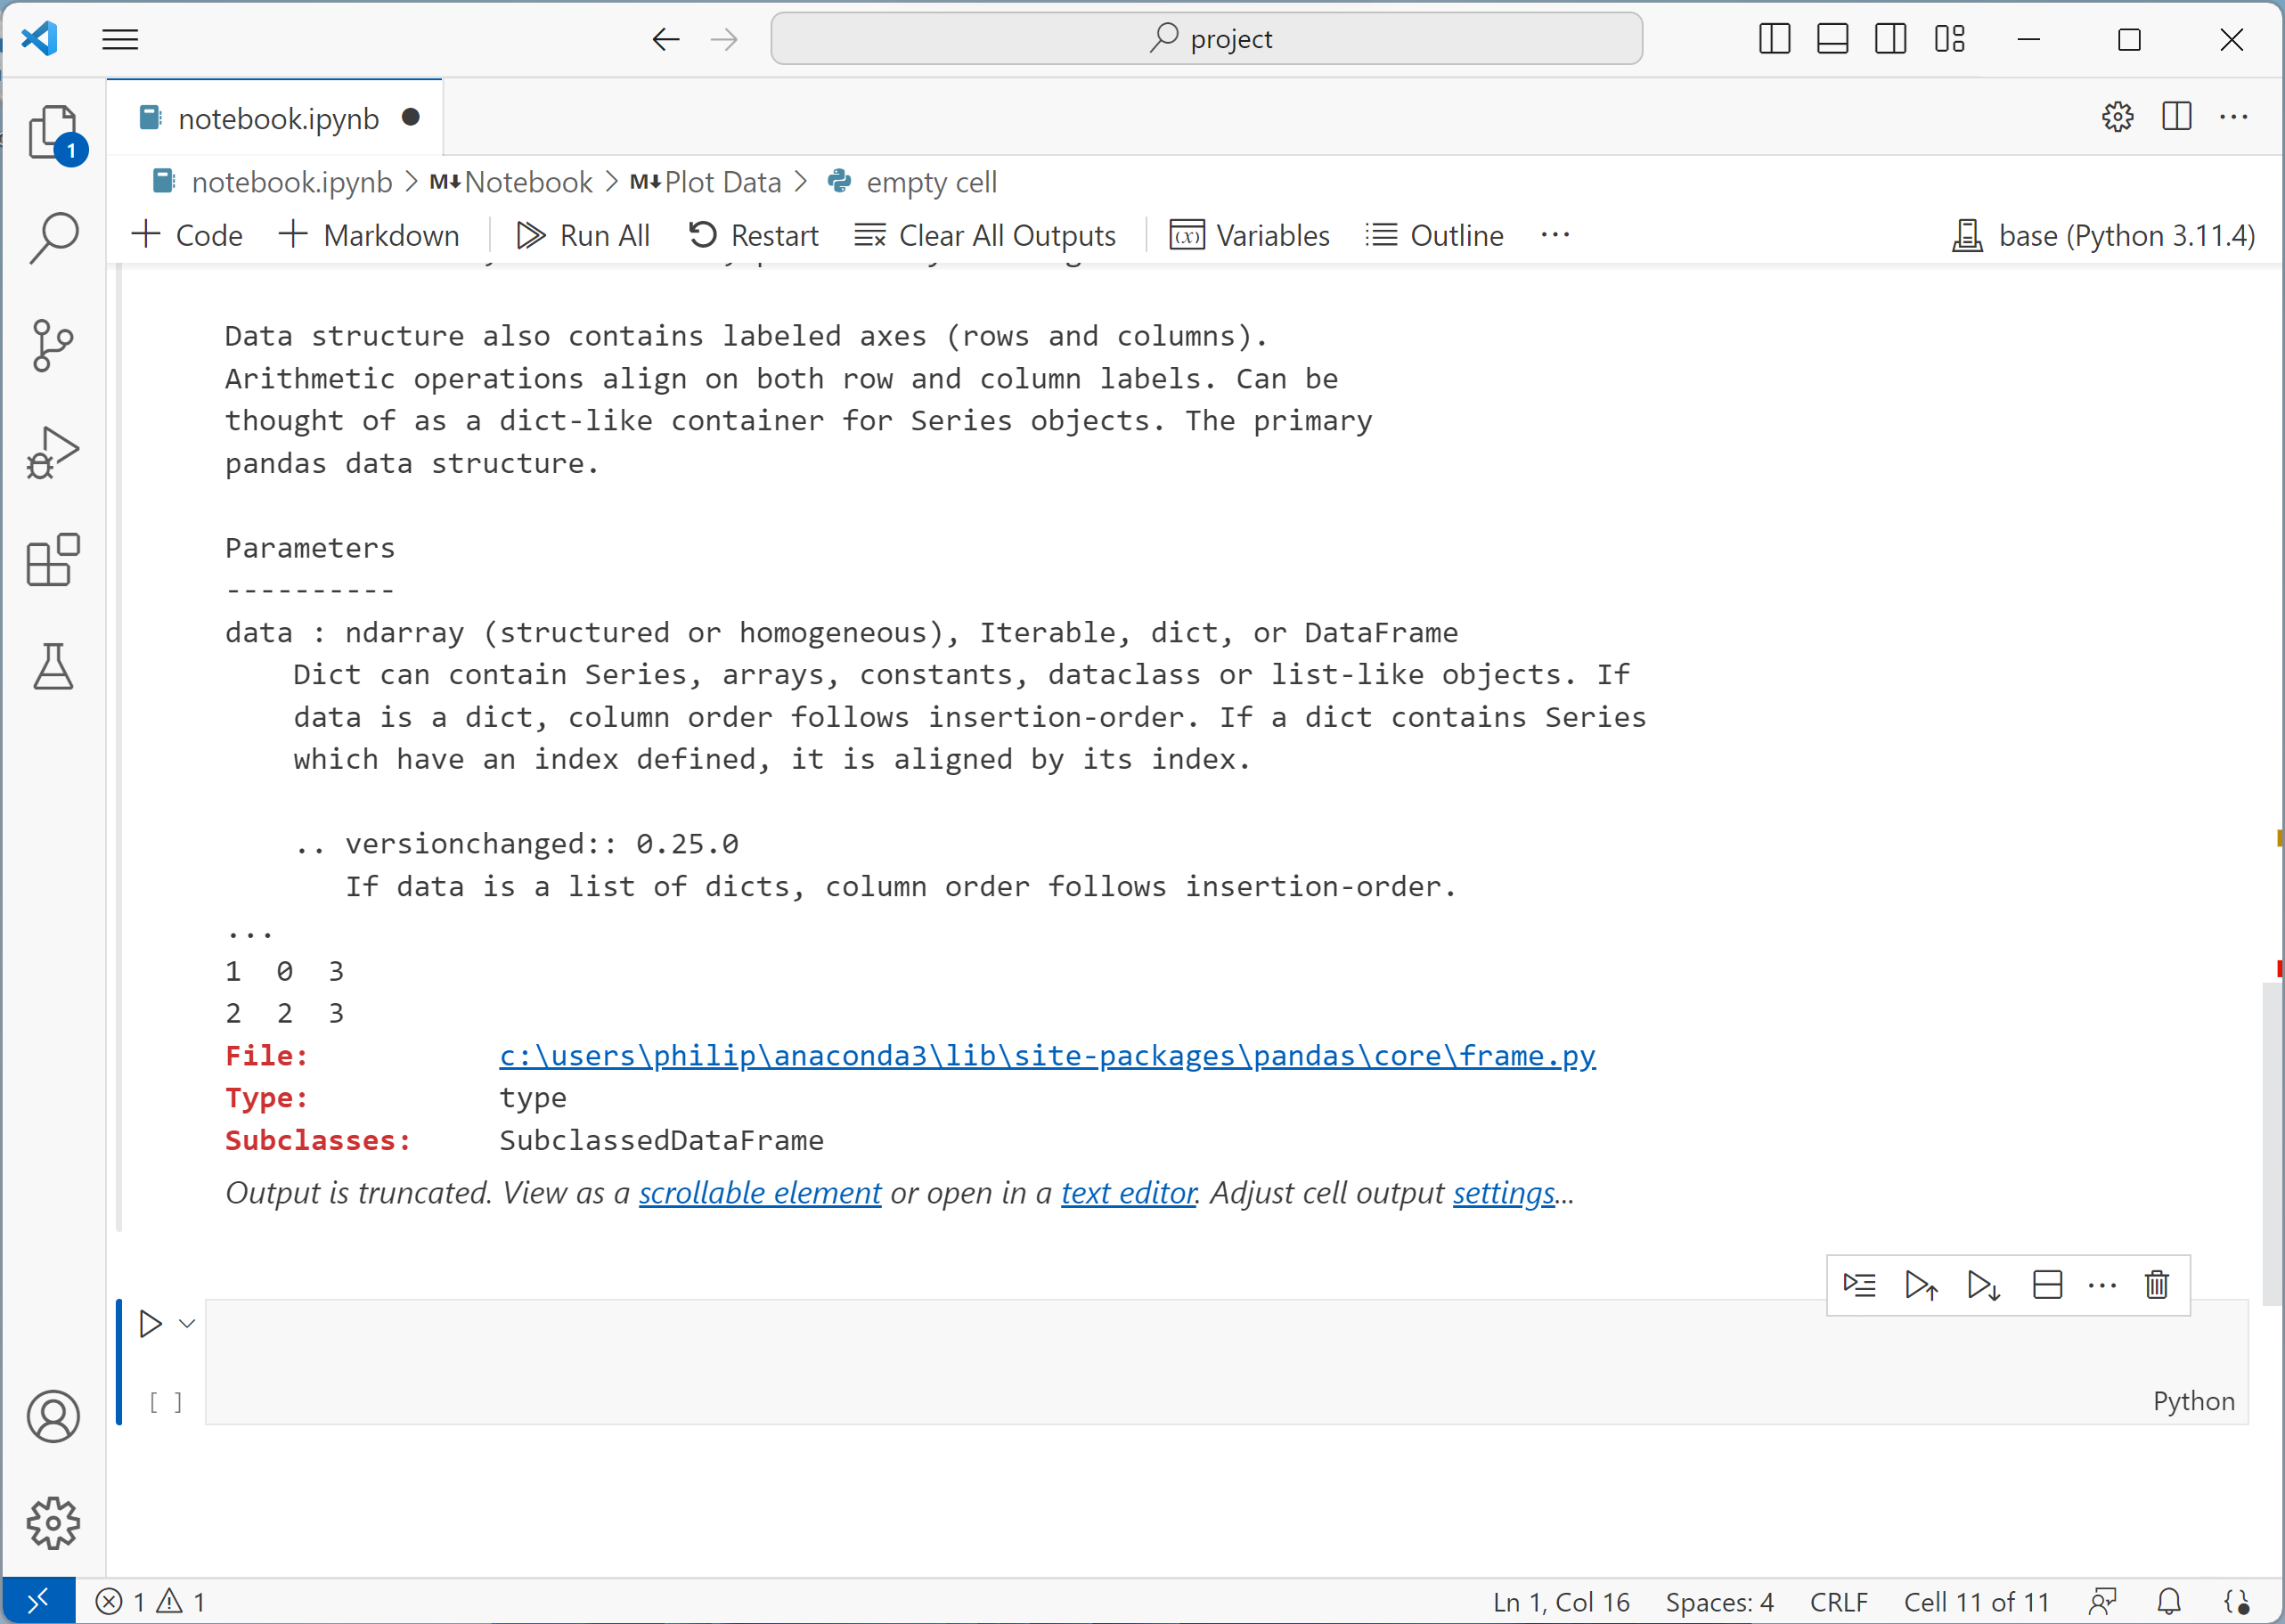 project
notebook.ipynb
1
notebook.ipynb > M↓Notebook > M↓Plot Data > empty cell
+ Code + Markdown Run All Restart Clear All Outputs Variables Outline ... base (Python 3.11.4)
Data structure also contains labeled axes (rows and columns).
Arithmetic operations align on both row and column labels. Can be
thought of as a dict-like container for Series objects. The primary
pandas data structure.
Parameters
----------
data : ndarray (structured or homogeneous), Iterable, dict, or DataFrame
Dict can contain Series, arrays, constants, dataclass or list-like objects. If
data is a dict, column order follows insertion-order. If a dict contains Series
which have an index defined, it is aligned by its index.
.. versionchanged:: 0.25.0
If data is a list of dicts, column order follows insertion-order.
...
1 0 3
2 2 3
File: c:\users\philip\anaconda3\lib\site-packages\pandas\core\frame.py
Type: type
Subclasses: SubclassedDataFrame
Output is truncated. View as a scrollable element or open in a text editor. Adjust cell output settings...
[ ]
Python
1 1 Ln 1, Col 16 Spaces: 4 CRLF Cell 11 of 11